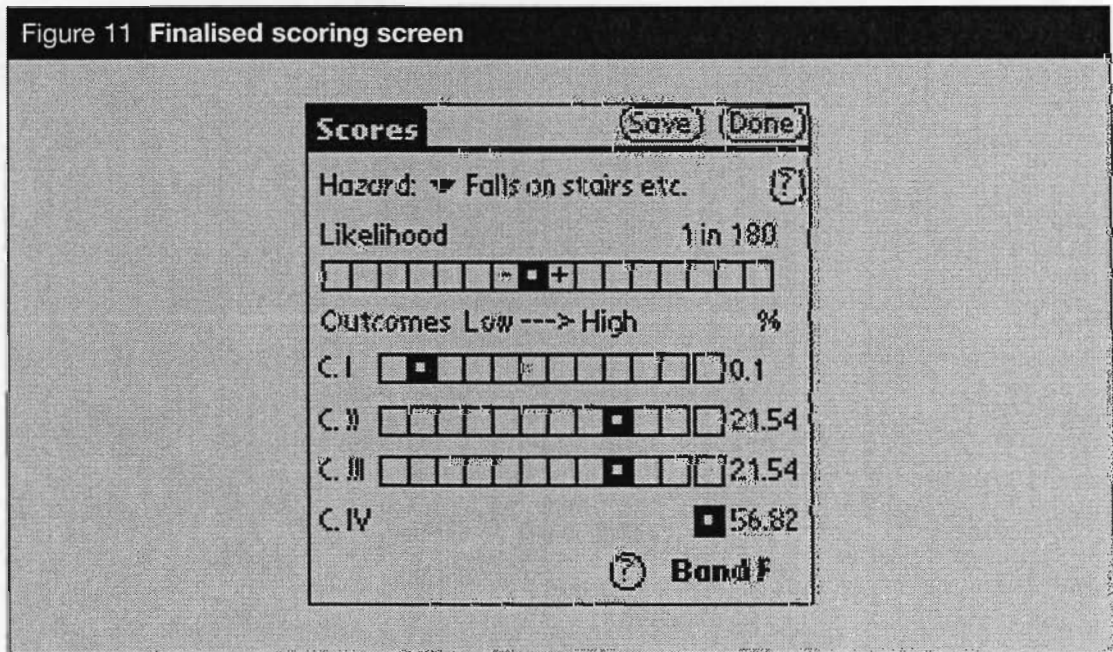 Figure 11 Finalised scoring screen
Scores Save Done
Hazard: Falls on stairs etc. ?
Likelihood 1 in 180
- +
Outcomes Low ---> High %
C. I 0.1
C. II 21.54
C. III 21.54
C. IV 56.82
? Band F